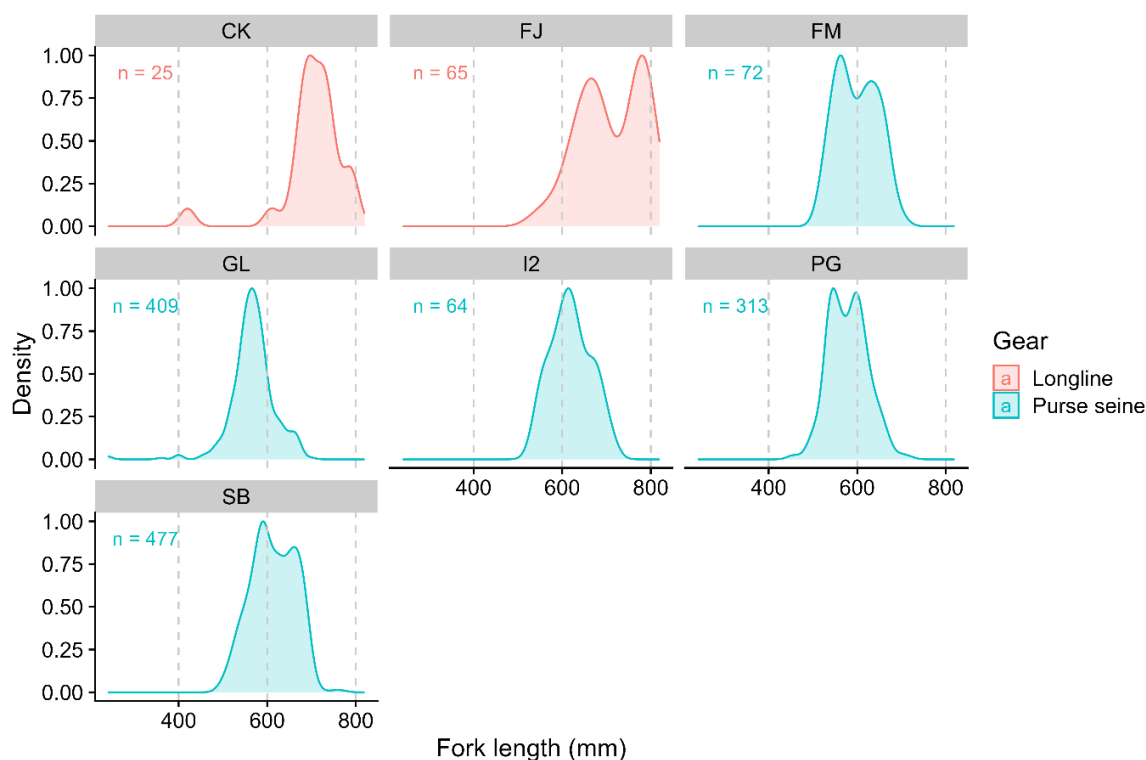 CK FJ FM
1.00 n = 25 n = 65 n = 72
0.75
0.50
0.25
0.00
GL I2 PG
1.00 n = 409 n = 64 n = 313
0.75
0.50
0.25
0.00
400 600 800 400 600 800
SB
1.00 n = 477
0.75
0.50
0.25
0.00
400 600 800
Density
Fork length (mm)
Gear
a Longline
a Purse seine